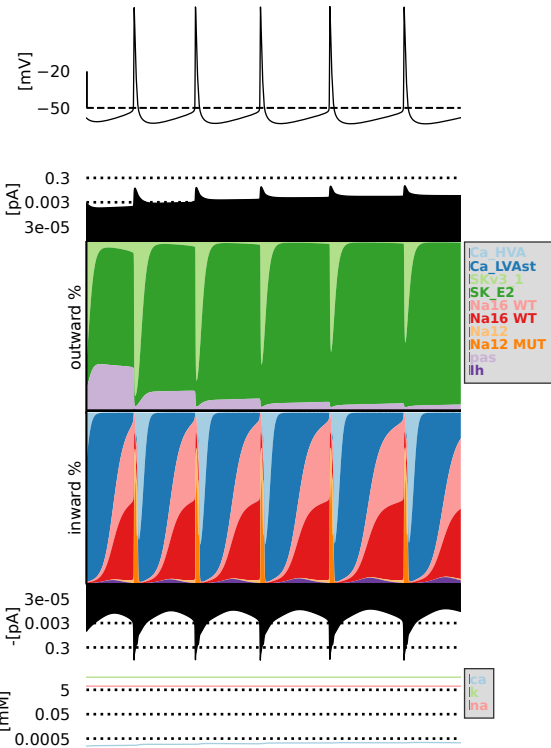 [mV]
−20
−50
[pA]
0.3
0.003
3e-05
outward %
Ca_HVA
Ca_LVAst
SKv3_1
SK_E2
Na16 WT
Na16 WT
Na12
Na12 MUT
pas
Ih
inward %
3e-05
0.003
0.3
-[pA]
ca
k
na
5
0.05
0.0005
[mM]